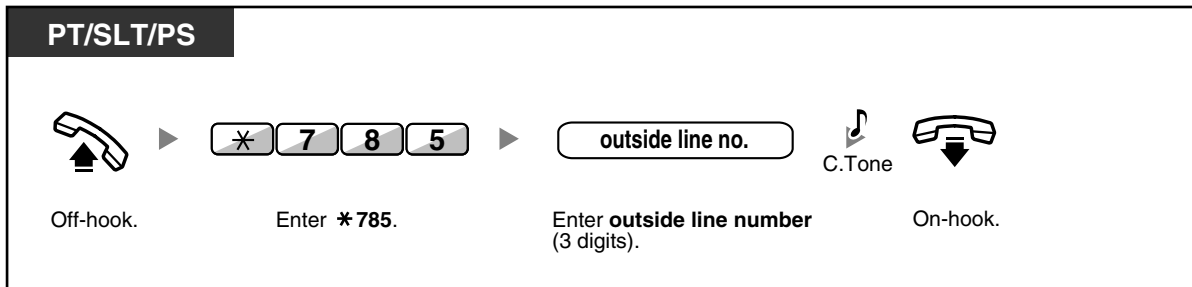 PT/SLT/PS
* 7 8 5
outside line no.
C.Tone
Off-hook.
Enter *785.
Enter outside line number
(3 digits).
On-hook.